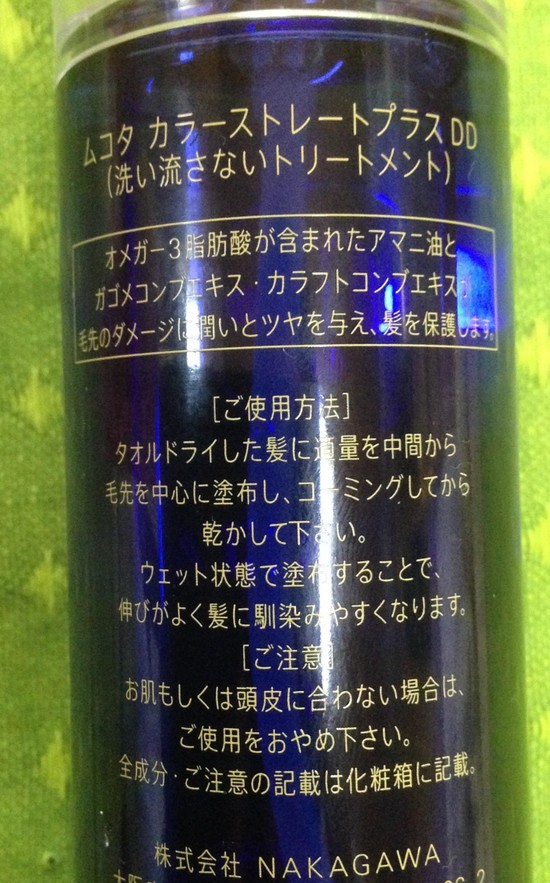 ムコタ カラーストレートプラスDD
(洗い流さないトリートメント)
オメガー3脂肪酸が含まれたアマニ油と
ガゴメコンブエキス・カラフトコンブエキスが
毛先のダメージに潤いとツヤを与え、髪を保護します。
[ご使用方法]
タオルドライした髪に適量を中間から
毛先を中心に塗布し、コーミングしてから
乾かして下さい。
ウェット状態で塗布することで、
伸びがよく髪に馴染みやすくなります。
[ご注意]
お肌もしくは頭皮に合わない場合は、
ご使用をおやめ下さい。
全成分・ご注意の記載は化粧箱に記載。
株式会社 NAKAGAWA